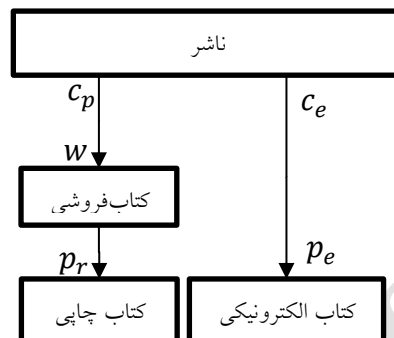 ناشر
c_p
c_e
w
کتاب‌فروشی
p_r
p_e
کتاب چاپی
کتاب الکترونیکی